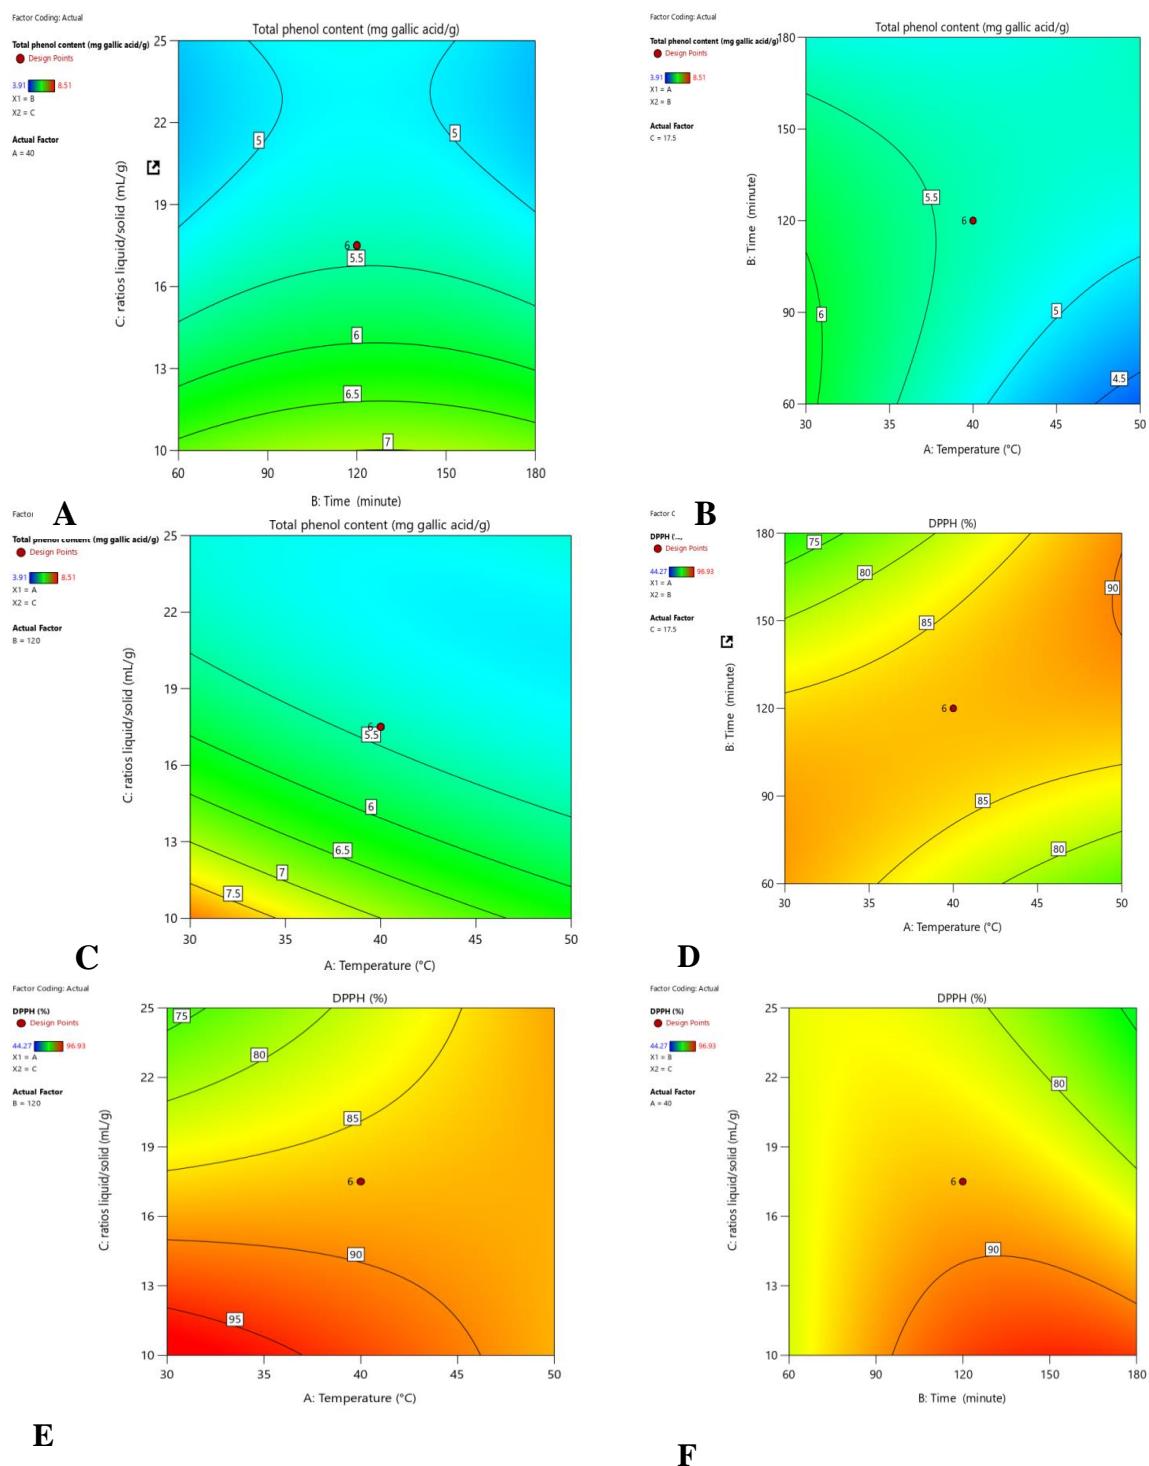 Factor Coding: Actual
Total phenol content (mg gallic acid/g)
Design Points
3.91 8.51
X1 = B
X2 = C
Actual Factor
A = 40
Total phenol content (mg gallic acid/g)
25
22
19
16
13
10
C: ratios liquid/solid (mL/g)
5
5
6
5.5
6
6.5
7
60 90 120 150 180
B: Time (minute)
A
Factor Coding: Actual
Total phenol content (mg gallic acid/g)
Design Points
3.91 8.51
X1 = A
X2 = B
Actual Factor
C = 17.5
Total phenol content (mg gallic acid/g)
180
150
120
90
60
B: Time (minute)
5.5
6
6
5
4.5
30 35 40 45 50
A: Temperature (°C)
B
Factor
Total phenol content (mg gallic acid/g)
Design Points
3.91 8.51
X1 = A
X2 = C
Actual Factor
B = 120
Total phenol content (mg gallic acid/g)
25
22
19
16
13
10
C: ratios liquid/solid (mL/g)
6
5.5
6
6.5
7
7.5
30 35 40 45 50
A: Temperature (°C)
C
Factor C
DPPH (...
Design Points
44.27 96.93
X1 = A
X2 = B
Actual Factor
C = 17.5
DPPH (%)
180
150
120
90
60
B: Time (minute)
75
80
85
90
6
85
80
30 35 40 45 50
A: Temperature (°C)
D
Factor Coding: Actual
DPPH (%)
Design Points
44.27 96.93
X1 = A
X2 = C
Actual Factor
B = 120
DPPH (%)
25
22
19
16
13
10
C: ratios liquid/solid (mL/g)
75
80
85
6
90
95
30 35 40 45 50
A: Temperature (°C)
E
Factor Coding: Actual
DPPH (%)
Design Points
44.27 96.93
X1 = B
X2 = C
Actual Factor
A = 40
DPPH (%)
25
22
19
16
13
10
C: ratios liquid/solid (mL/g)
80
6
90
60 90 120 150 180
B: Time (minute)
F